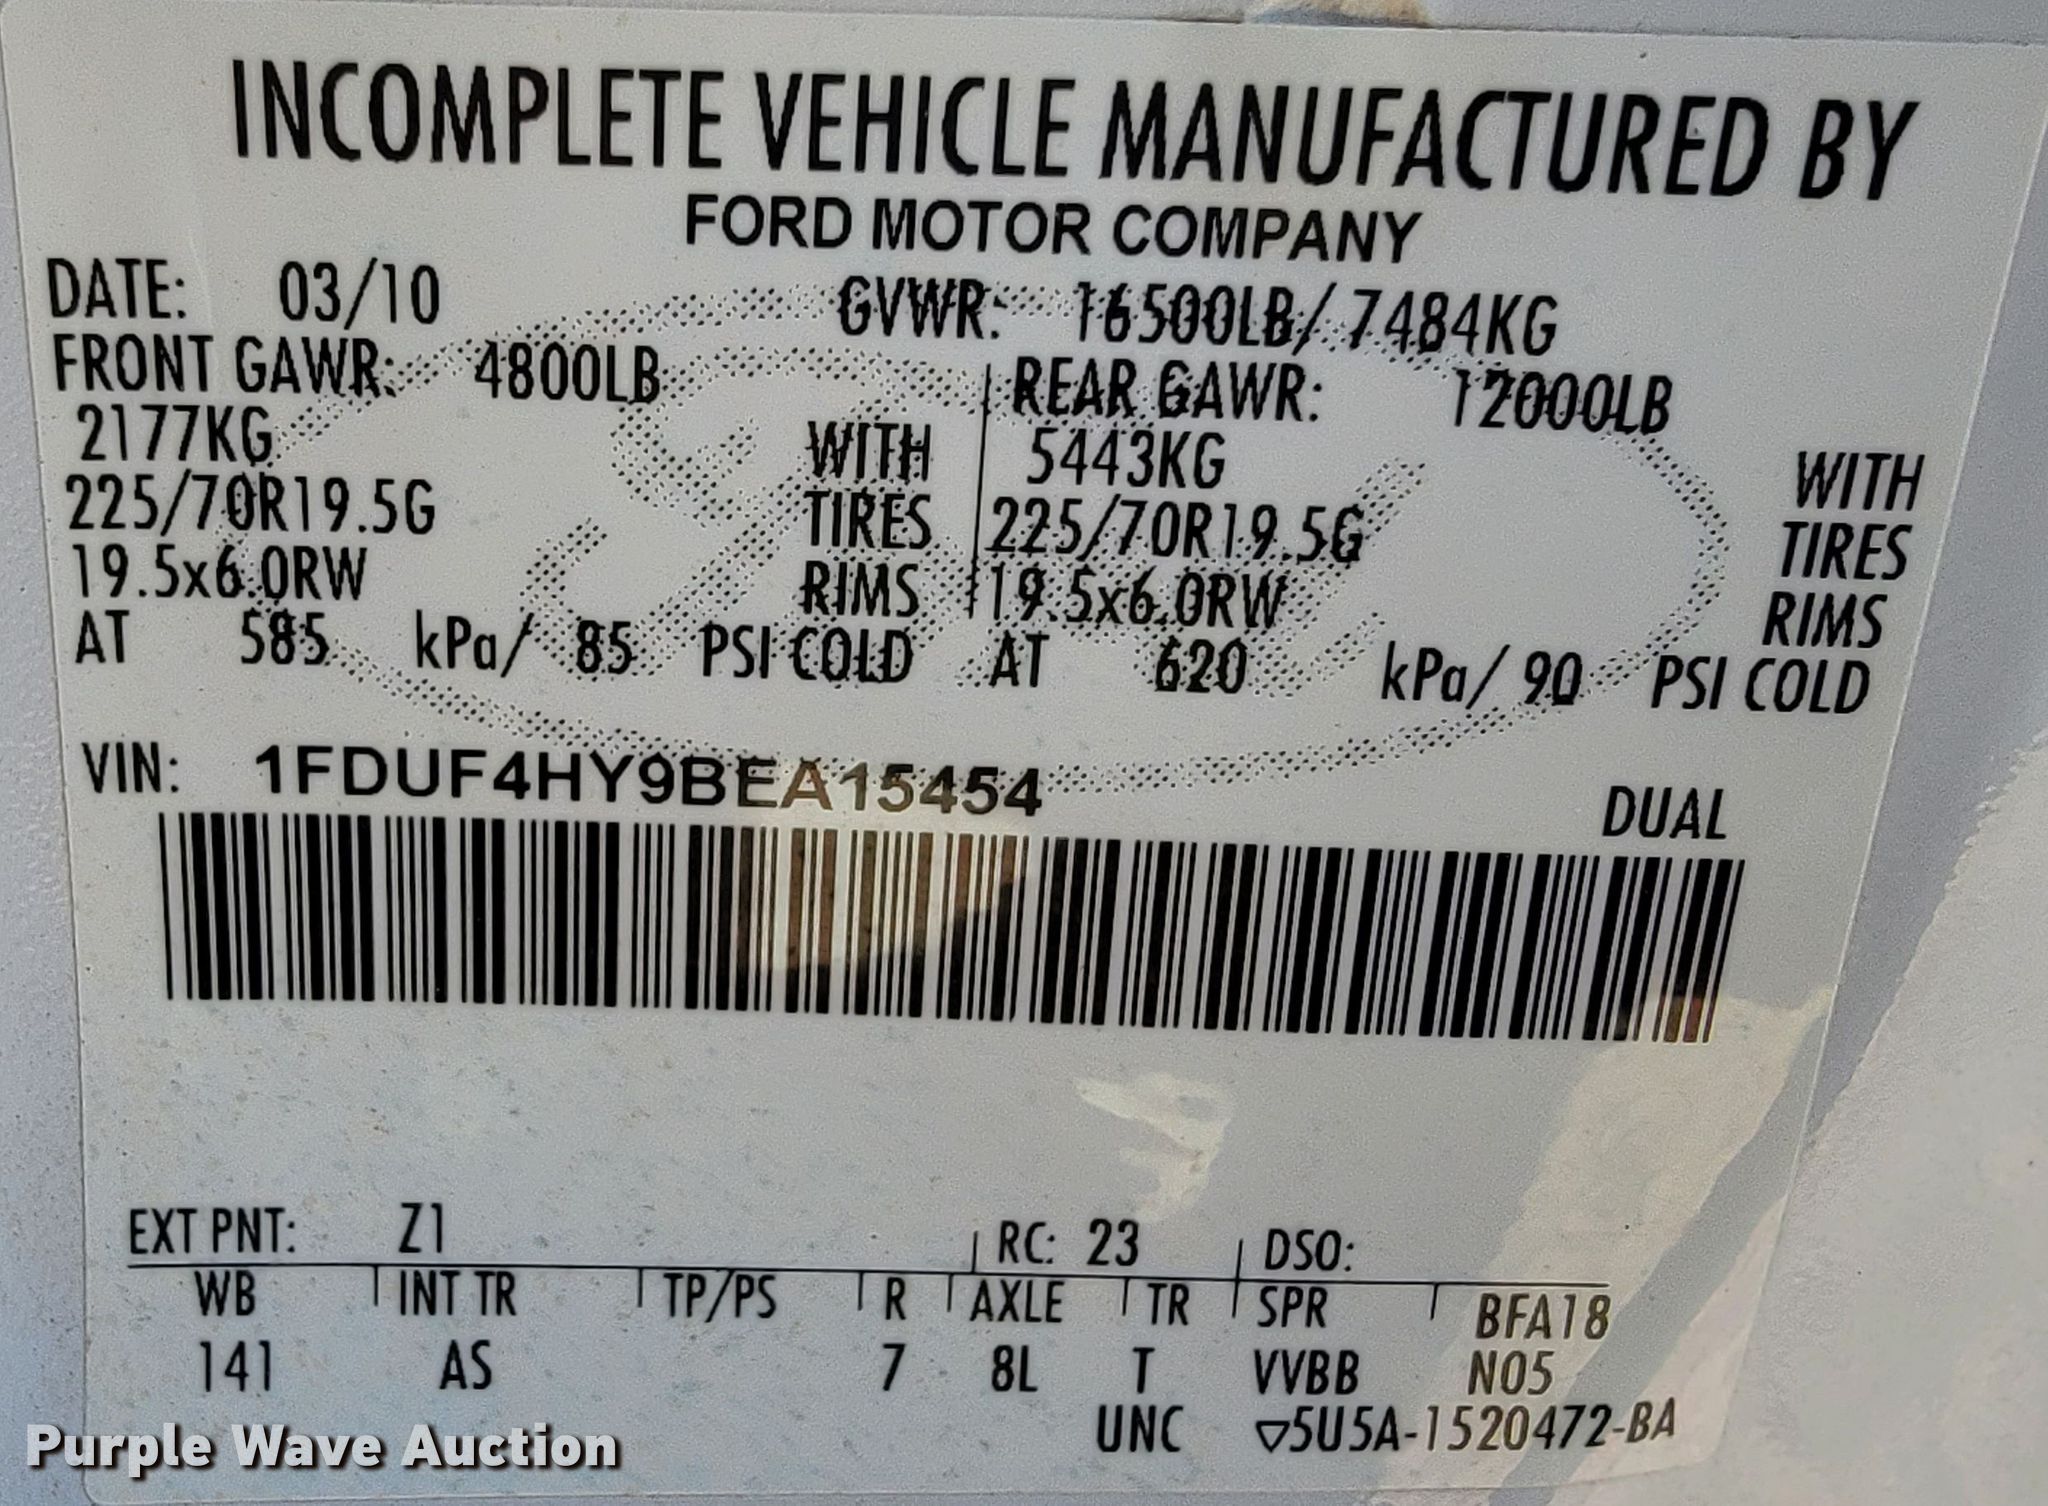 INCOMPLETE VEHICLE MANUFACTURED BY
FORD MOTOR COMPANY
DATE: 03/10 GVWR: 16500LB/ 7484KG
FRONT GAWR: 4800LB REAR GAWR: 12000LB
2177KG WITH 5443KG WITH
225/70R19.5G TIRES 225/70R19.5G TIRES
19.5x6.0RW RIMS 19.5x6.0RW RIMS
AT 585 kPa/ 85 PSI COLD AT 620 kPa/ 90 PSI COLD
VIN: 1FDUF4HY9BEA15454
DUAL
EXT PNT: Z1 RC: 23 DSO:
WB INT TR TP/PS R AXLE TR SPR BFA18
141 AS 7 8L T VVBB N05
UNC ▽5U5A-1520472-BA
Purple Wave Auction